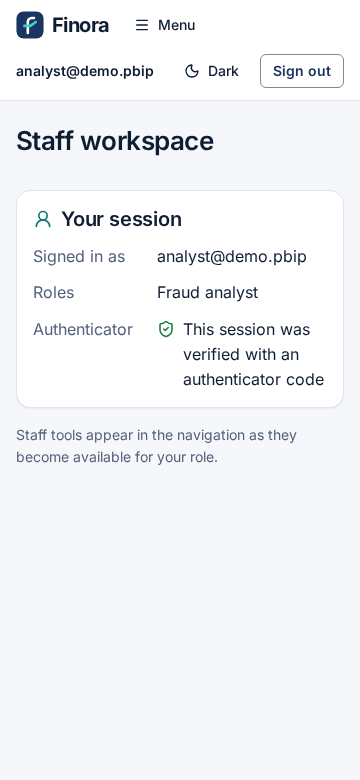 Finora
Menu
analyst@demo.pbip
Dark
Sign out
Staff workspace
Your session
Signed in as analyst@demo.pbip
Roles Fraud analyst
Authenticator This session was
verified with an
authenticator code
Staff tools appear in the navigation as they
become available for your role.